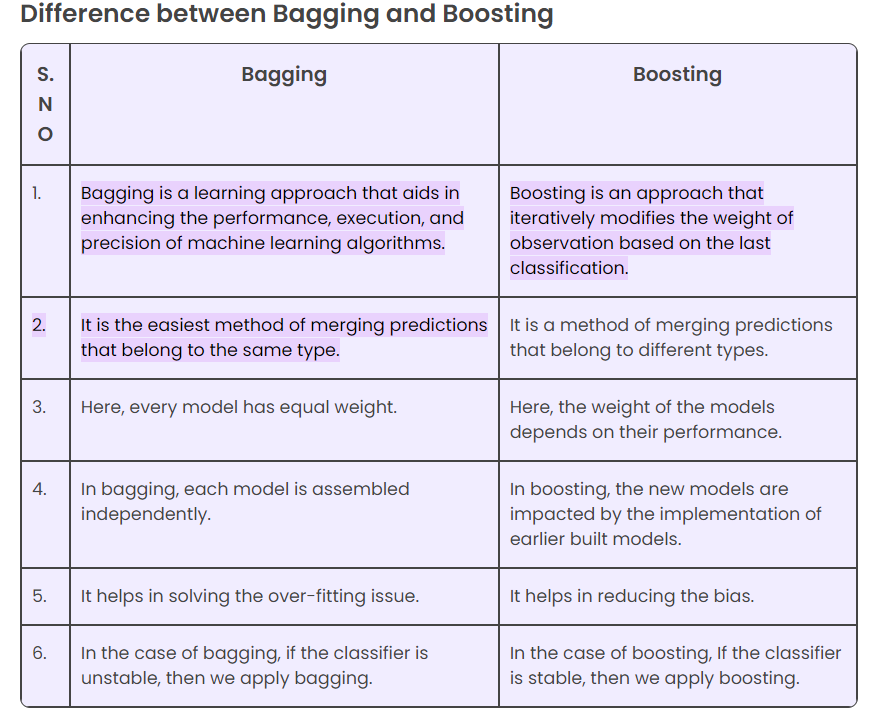 Difference between Bagging and Boosting
S.
N
O
Bagging
Boosting
1.
Bagging is a learning approach that aids in
enhancing the performance, execution, and
precision of machine learning algorithms.
Boosting is an approach that
iteratively modifies the weight of
observation based on the last
classification.
2.
It is the easiest method of merging predictions
that belong to the same type.
It is a method of merging predictions
that belong to different types.
3.
Here, every model has equal weight.
Here, the weight of the models
depends on their performance.
4.
In bagging, each model is assembled
independently.
In boosting, the new models are
impacted by the implementation of
earlier built models.
5.
It helps in solving the over-fitting issue.
It helps in reducing the bias.
6.
In the case of bagging, if the classifier is
unstable, then we apply bagging.
In the case of boosting, If the classifier
is stable, then we apply boosting.